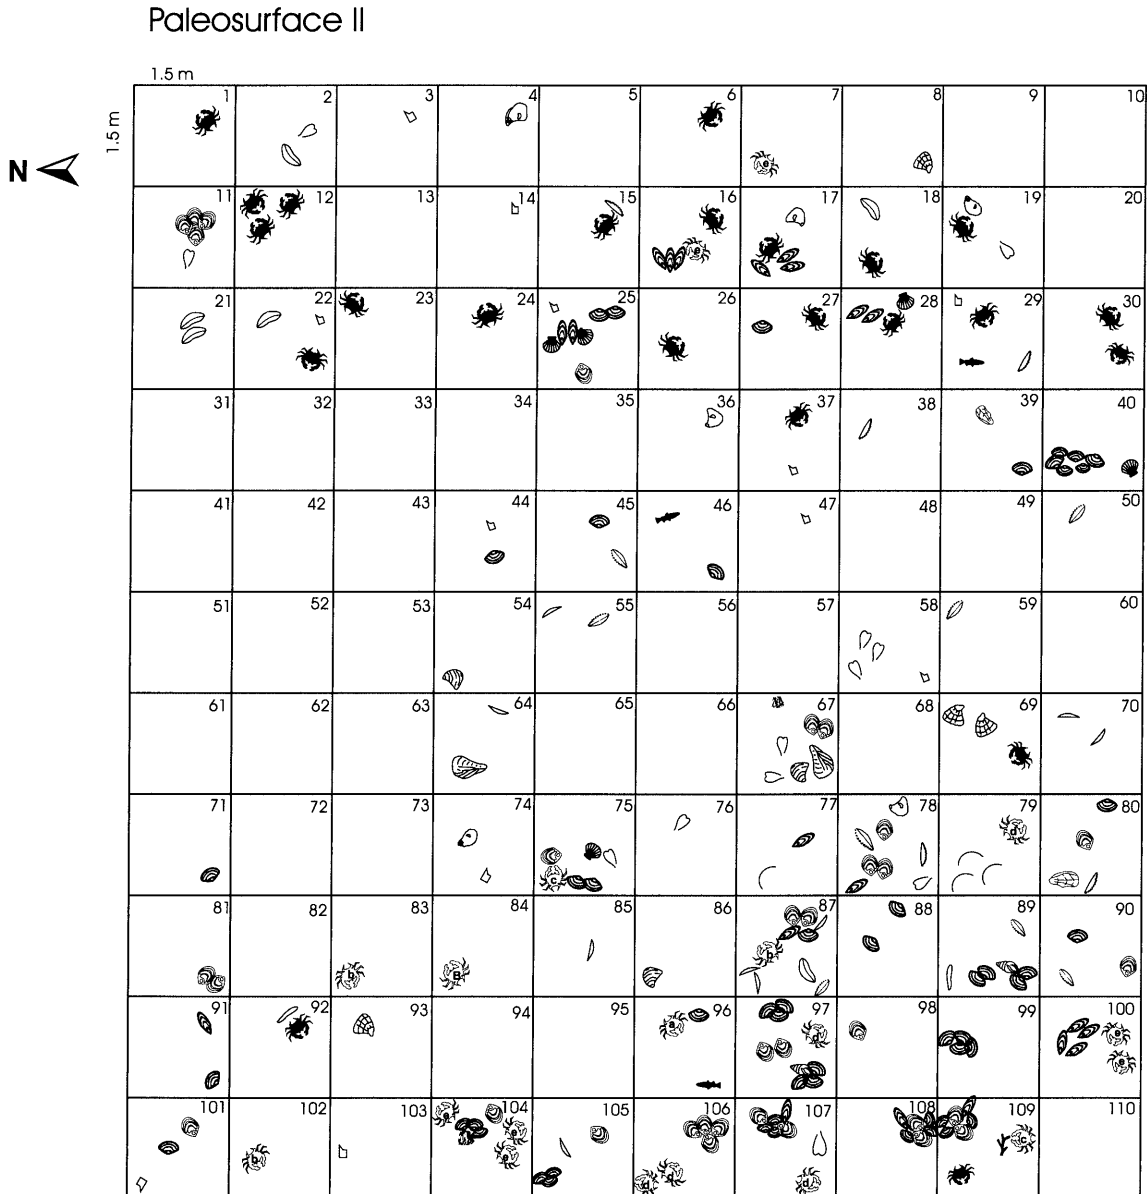 Paleosurface II
1.5 m
1.5 m
N
1 2 3 4 5 6 7 8 9 10
e
11 12 13 14 15 16 17 18 19 20
e
21 22 23 24 25 26 27 28 29 30
31 32 33 34 35 36 37 38 39 40
41 42 43 44 45 46 47 48 49 50
51 52 53 54 55 56 57 58 59 60
61 62 63 64 65 66 67 68 69 70
71 72 73 74 75 76 77 78 79 80
d
c
81 82 83 84 85 86 87 88 89 90
b
b B
91 92 93 94 95 96 97 98 99 100
101 102 103 104 105 106 107 108 109 110
c
b
d d